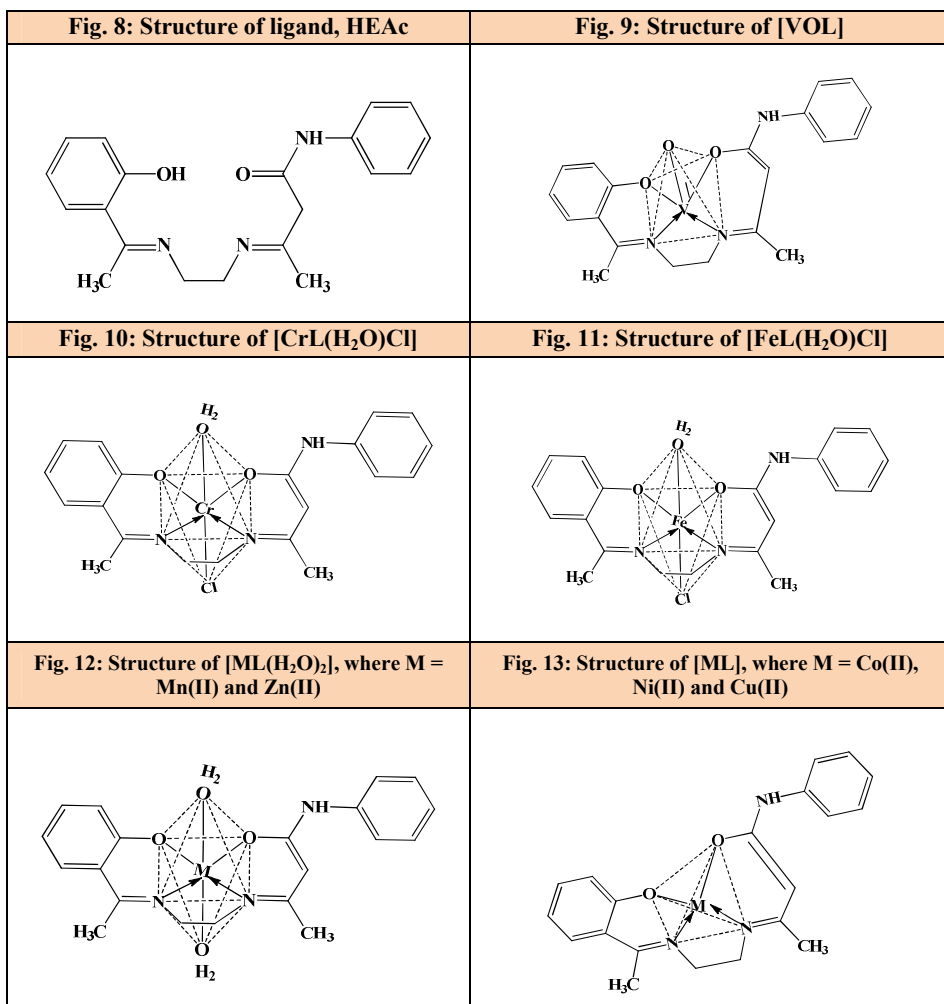 Fig. 8: Structure of ligand, HEAc
Fig. 9: Structure of [VOL]
NH
OH
O
N
N
H₃C
CH₃
NH
O
O
O
V
N
N
H₃C
CH₃
Fig. 10: Structure of [CrL(H₂O)Cl]
Fig. 11: Structure of [FeL(H₂O)Cl]
H₂
O
NH
O
O
Cr
N
N
H₃C
CH₃
Cl
H₂
O
NH
O
O
Fe
N
N
H₃C
CH₃
Cl
Fig. 12: Structure of [ML(H₂O)₂], where M =
Mn(II) and Zn(II)
Fig. 13: Structure of [ML], where M = Co(II),
Ni(II) and Cu(II)
H₂
O
NH
O
O
M
N
N
H₃C
CH₃
O
H₂
NH
O
O
M
N
N
H₃C
CH₃